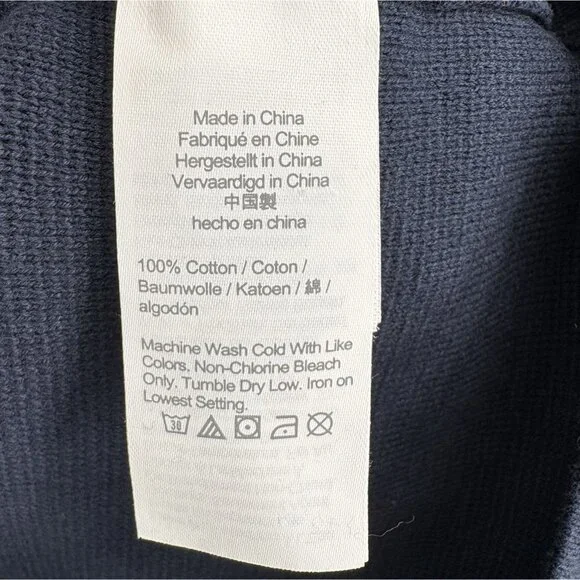 Made in China
Fabriqué en Chine
Hergestellt in China
Vervaardigd in China
中国製
hecho en china
100% Cotton / Coton /
Baumwolle / Katoen / 綿 /
algodón
Machine Wash Cold With Like
Colors. Non-Chlorine Bleach
Only. Tumble Dry Low. Iron on
Lowest Setting.
30